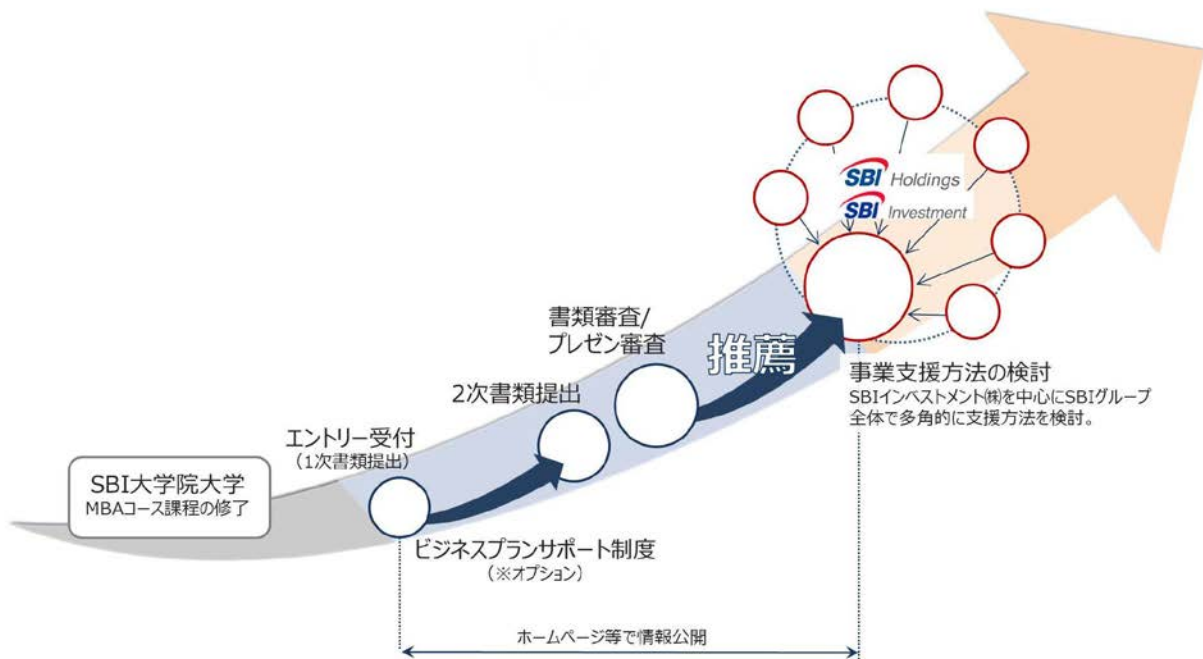 SBI Holdings
SBI Investment
書類審査/
プレゼン審査
推薦
事業支援方法の検討
SBIインベストメント㈱を中心にSBIグループ
全体で多角的に支援方法を検討。
2次書類提出
エントリー受付
(1次書類提出)
SBI大学院大学
MBAコース課程の修了
ビジネスプランサポート制度
(※オプション)
ホームページ等で情報公開